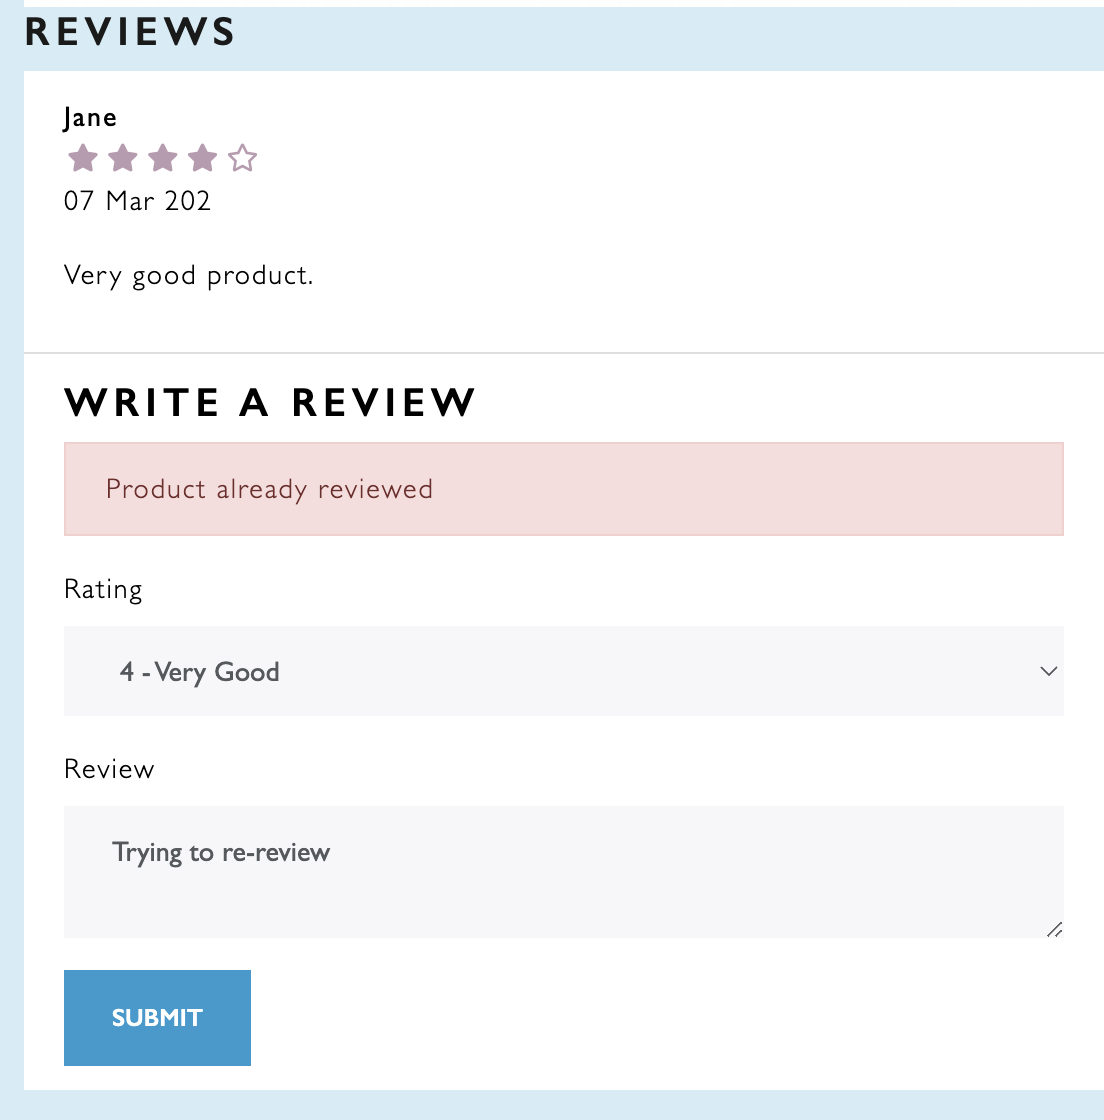 REVIEWS
Jane
07 Mar 202
Very good product.
WRITE A REVIEW
Product already reviewed
Rating
4 - Very Good
Review
Trying to re-review
SUBMIT